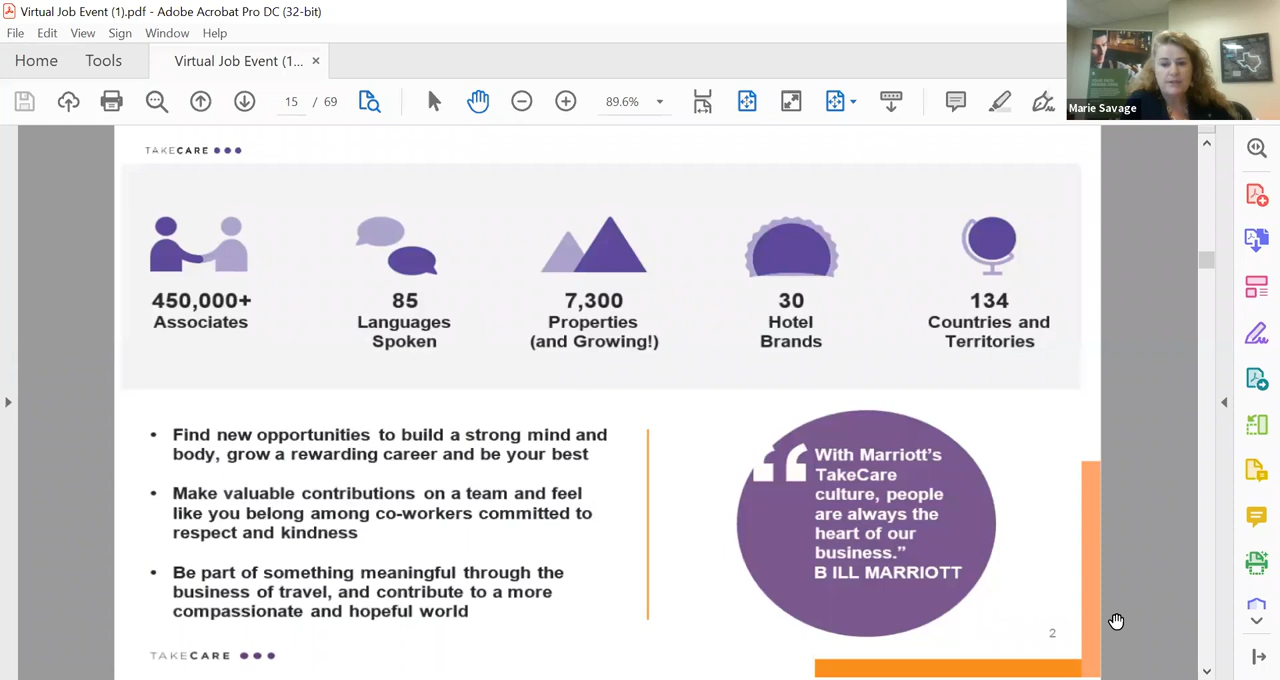 Virtual Job Event (1).pdf - Adobe Acrobat Pro DC (32-bit)
File Edit View Sign Window Help
Home Tools Virtual Job Event (1... ×
15 / 69 89.6%
Marie Savage
TAKECARE
450,000+
Associates
85
Languages
Spoken
7,300
Properties
(and Growing!)
30
Hotel
Brands
134
Countries and
Territories
• Find new opportunities to build a strong mind and
body, grow a rewarding career and be your best
• Make valuable contributions on a team and feel
like you belong among co-workers committed to
respect and kindness
• Be part of something meaningful through the
business of travel, and contribute to a more
compassionate and hopeful world
“ With Marriott’s
TakeCare
culture, people
are always the
heart of our
business.”
B ILL MARRIOTT
2
TAKECARE